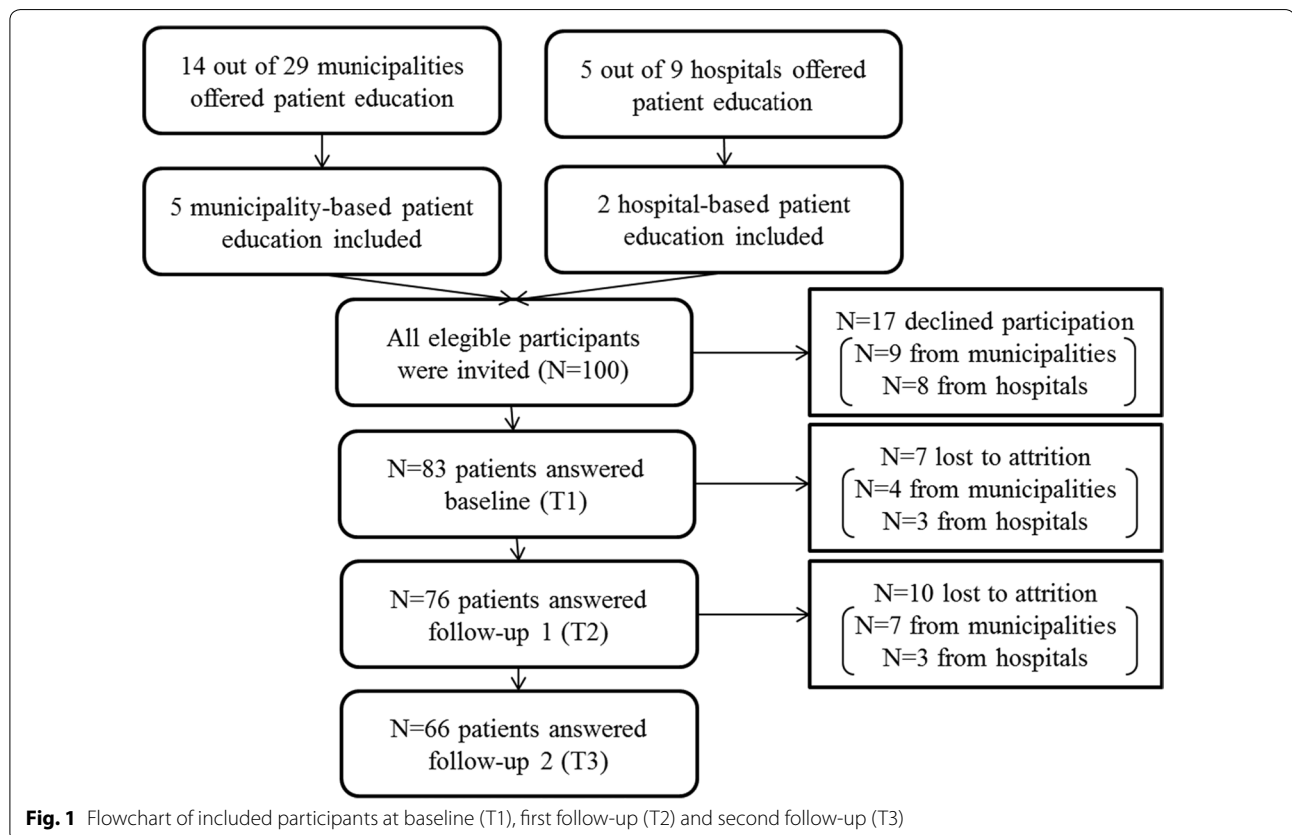 14 out of 29 municipalities
offered patient education
5 out of 9 hospitals offered
patient education
5 municipality-based patient
education included
2 hospital-based patient
education included
All elegible participants
were invited (N=100)
N=17 declined participation
N=9 from municipalities
N=8 from hospitals
N=83 patients answered
baseline (T1)
N=7 lost to attrition
N=4 from municipalities
N=3 from hospitals
N=76 patients answered
follow-up 1 (T2)
N=10 lost to attrition
N=7 from municipalities
N=3 from hospitals
N=66 patients answered
follow-up 2 (T3)
Fig. 1 Flowchart of included participants at baseline (T1), first follow-up (T2) and second follow-up (T3)